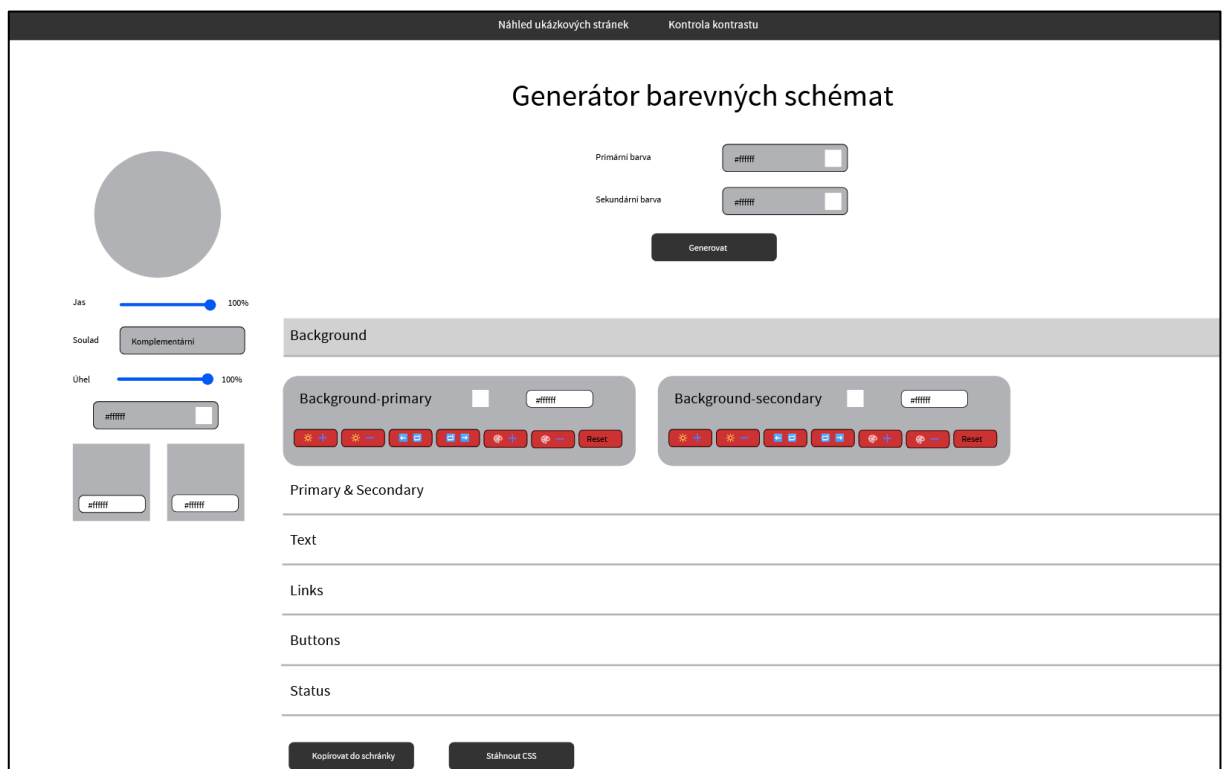 Náhled ukázkových stránek Kontrola kontrastu
Generátor barevných schémat
Primární barva #ffffff
Sekundární barva #ffffff
Generovat
Jas 100%
Soulad Komplementární
Úhel 100%
#ffffff
#ffffff #ffffff
Background
Background-primary #ffffff
Reset
Background-secondary #ffffff
Reset
Primary & Secondary
Text
Links
Buttons
Status
Kopírovat do schránky Stáhnout CSS